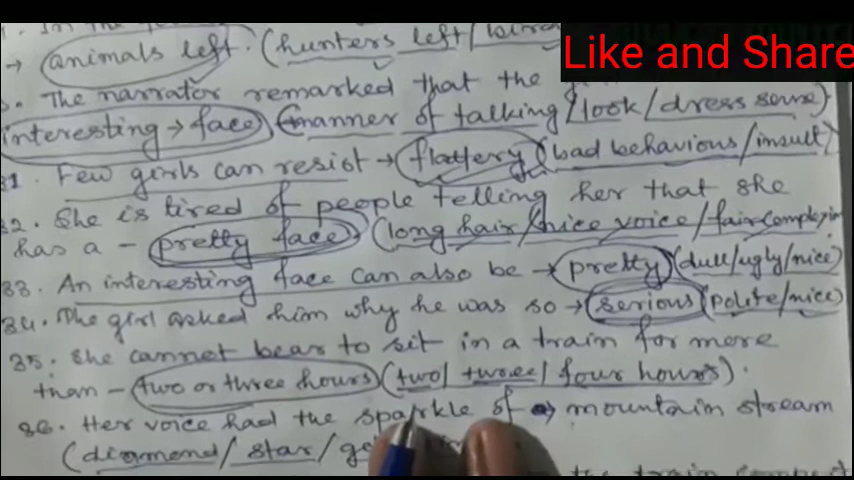 → animals left. (hunters left/
Like and Share
The narrator remarked that the
interesting → face (manner of talking/look/dress sense)
31. Few girls can resist → flattery (bad behaviours/insult)
32. She is tired of people telling her that she
has a - pretty face (long hair/nice voice/fair complexion
33. An interesting face can also be → pretty (dull/ugly/nice)
34. The girl asked him why he was so → serious (polite/nice)
35. She cannot bear to sit in a train for more
than - two or three hours (two/three/four hours).
36. Her voice had the sparkle of → mountain stream
(diamond/star/
the train